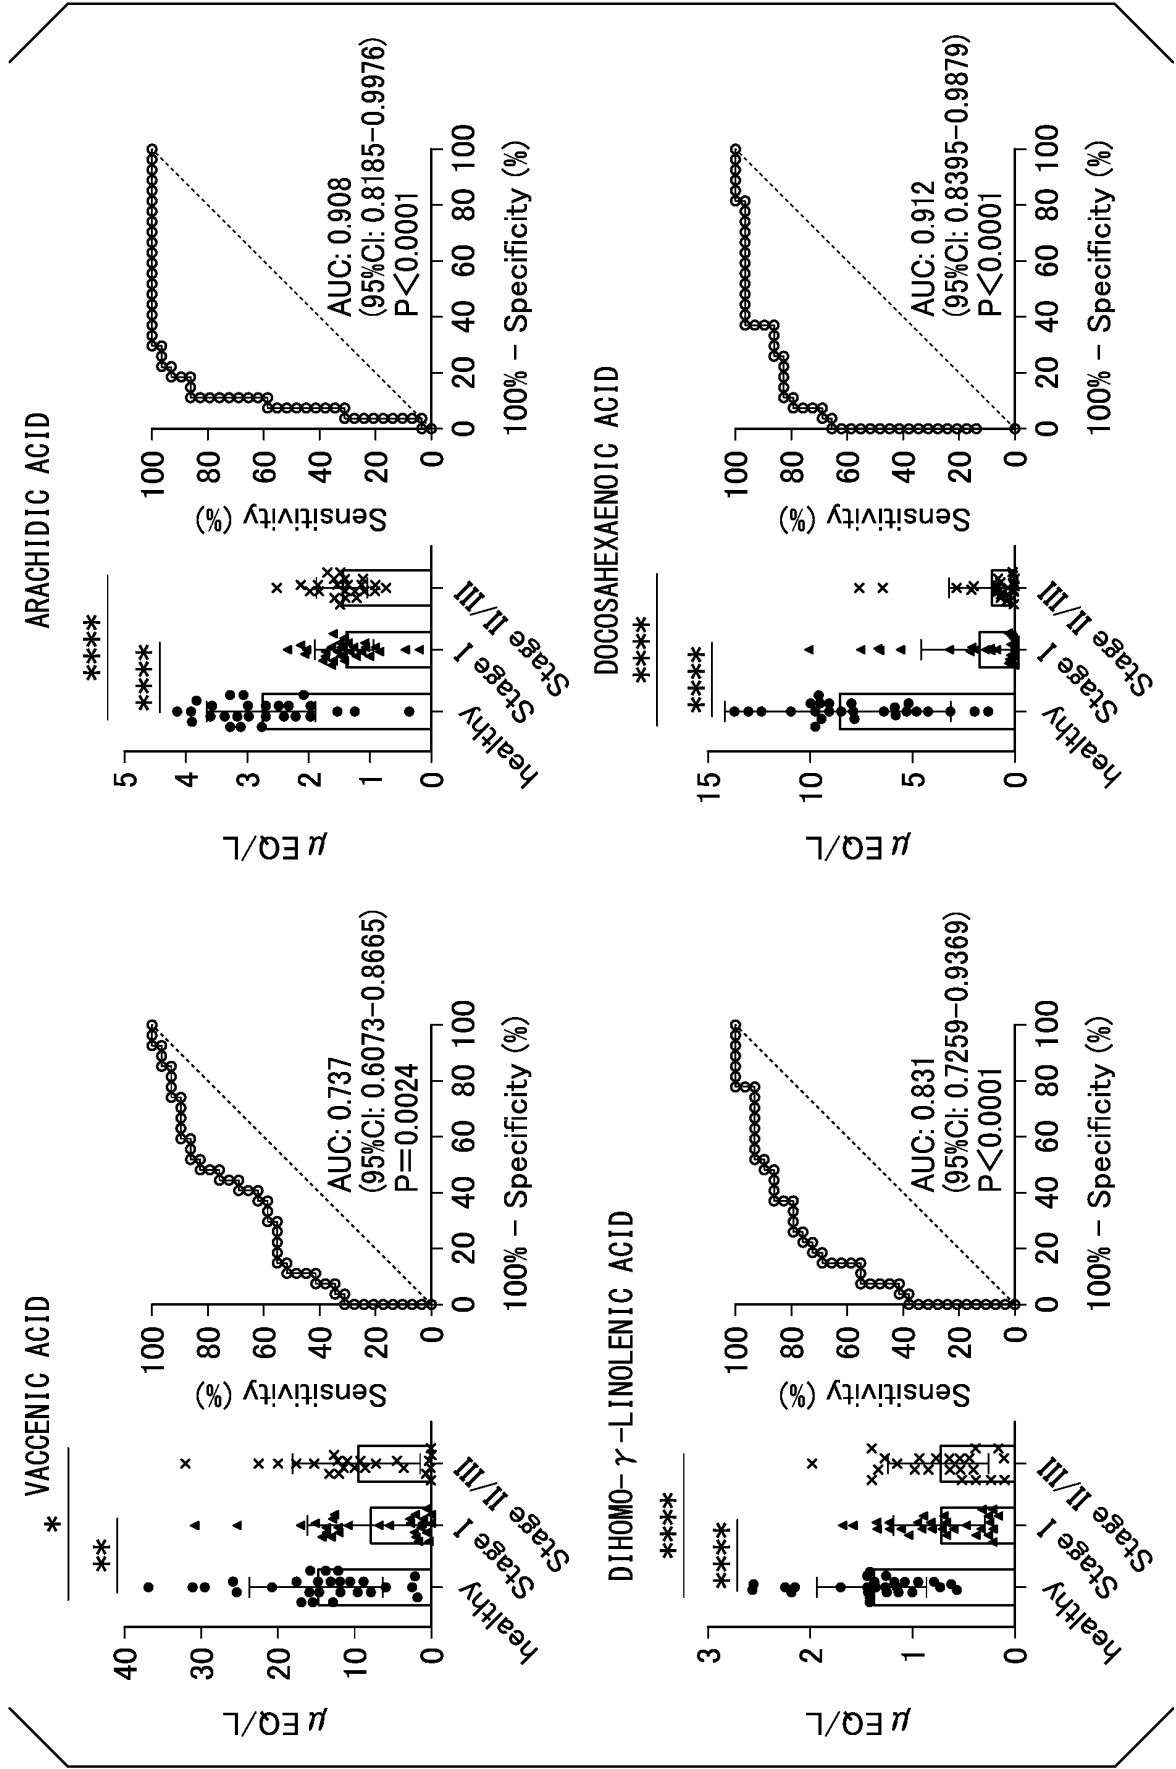 VACCENIC ACID
*
**
μEQ/L
40
30
20
10
0
healthy
Stage I
Stage II/III
Sensitivity (%)
100
80
60
40
20
0
0 20 40 60 80 100
100% - Specificity (%)
AUC: 0.737
(95%CI: 0.6073-0.8665)
P=0.0024
ARACHIDIC ACID
****
****
μEQ/L
5
4
3
2
1
0
healthy
Stage I
Stage II/III
Sensitivity (%)
100
80
60
40
20
0
0 20 40 60 80 100
100% - Specificity (%)
AUC: 0.908
(95%CI: 0.8185-0.9976)
P<0.0001
DIHOMO-γ-LINOLENIC ACID
****
****
μEQ/L
3
2
1
0
healthy
Stage I
Stage II/III
Sensitivity (%)
100
80
60
40
20
0
0 20 40 60 80 100
100% - Specificity (%)
AUC: 0.831
(95%CI: 0.7259-0.9369)
P<0.0001
DOCOSAHEXAENOIC ACID
****
****
μEQ/L
15
10
5
0
healthy
Stage I
Stage II/III
Sensitivity (%)
100
80
60
40
20
0
0 20 40 60 80 100
100% - Specificity (%)
AUC: 0.912
(95%CI: 0.8395-0.9879)
P<0.0001